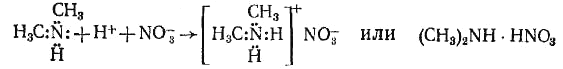 CH₃ CH₃
H₃C:N̈:+H⁺+NO₃⁻→[H₃C:N̈:H]⁺ NO₃⁻ или (CH₃)₂NH · HNO₃
Ḧ H